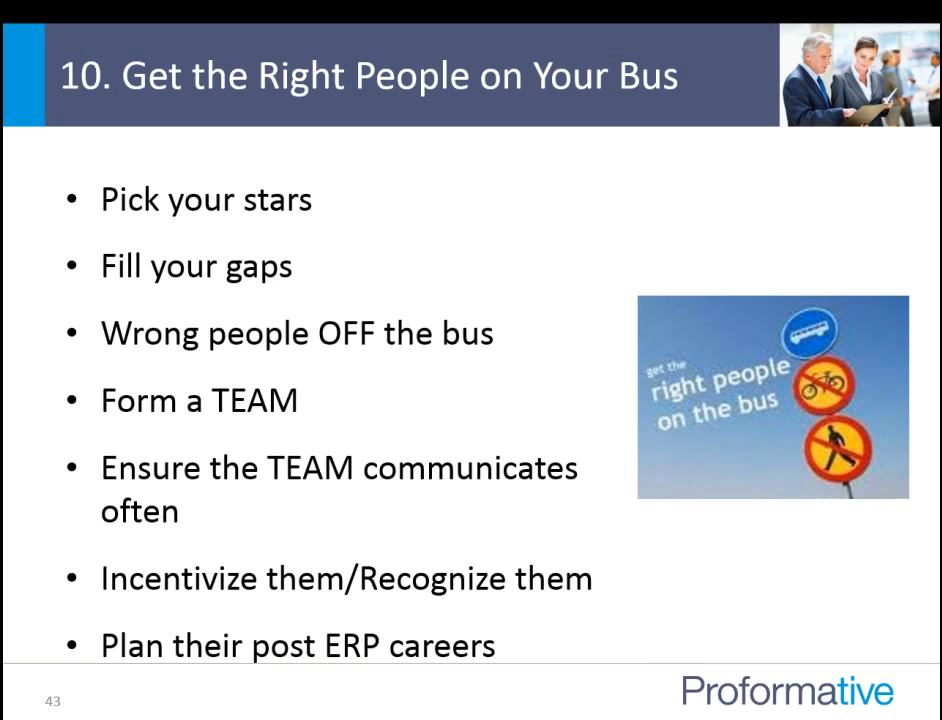 10. Get the Right People on Your Bus
• Pick your stars
• Fill your gaps
• Wrong people OFF the bus
• Form a TEAM
• Ensure the TEAM communicates
often
• Incentivize them/Recognize them
• Plan their post ERP careers
get the
right people
on the bus
43
Proformative